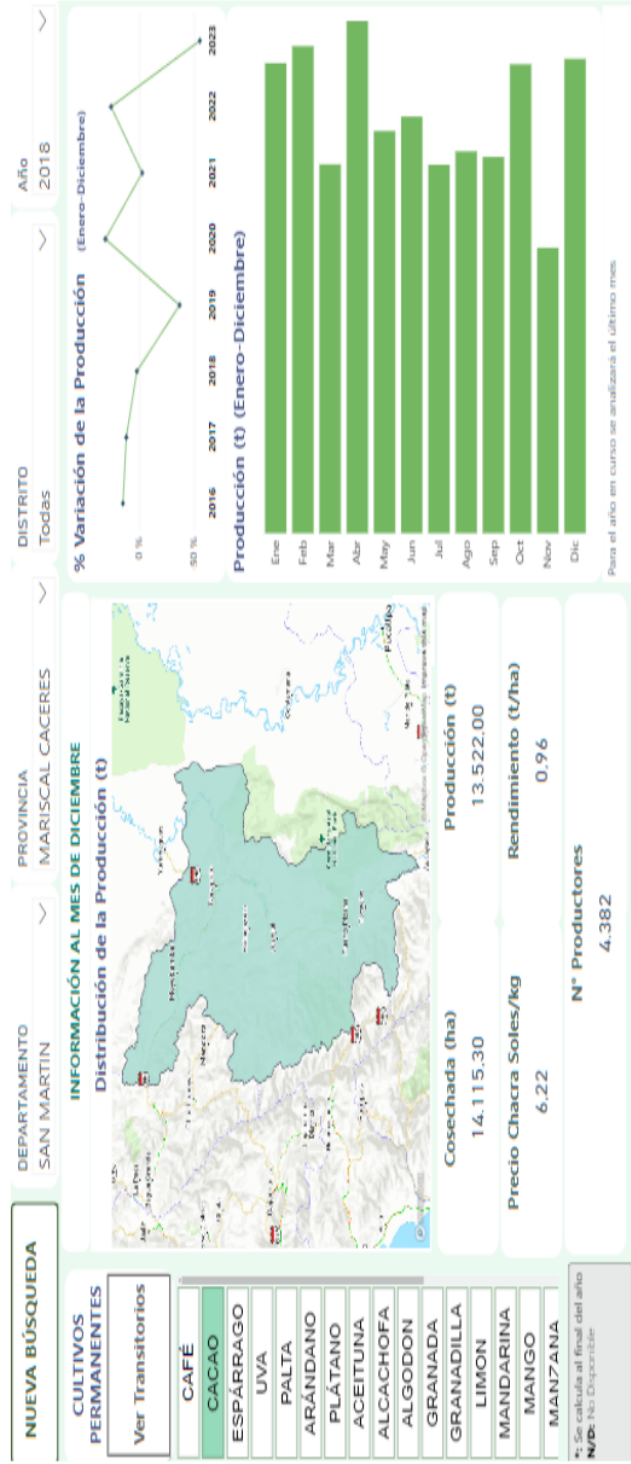 NUEVA BÚSQUEDA
DEPARTAMENTO
SAN MARTIN
PROVINCIA
MARISCAL CACERES
DISTRITO
Todas
Año
2018
CULTIVOS
PERMANENTES
Ver Transitorios
CAFÉ
CACAO
ESPÁRRAGO
UVA
PALTA
ARÁNDANO
PLÁTANO
ACEITUNA
ALCACHOFA
ALGODON
GRANADA
GRANADILLA
LIMON
MANDARINA
MANGO
MANZANA
*: Se calcula al final del año
N/D: No Disponible
INFORMACIÓN AL MES DE DICIEMBRE
Distribución de la Producción (t)
Pucallpa
Cosechada (ha)
14.115,30
Producción (t)
13.522,00
Precio Chacra Soles/kg
6,22
Rendimiento (t/ha)
0,96
N° Productores
4.382
% Variación de la Producción (Enero-Diciembre)
0 %
50 %
2016
2017
2018
2019
2020
2021
2022
2023
Producción (t) (Enero-Diciembre)
Ene
Feb
Mar
Abr
May
Jun
Jul
Ago
Sep
Oct
Nov
Dic
Para el año en curso se analizará el último mes